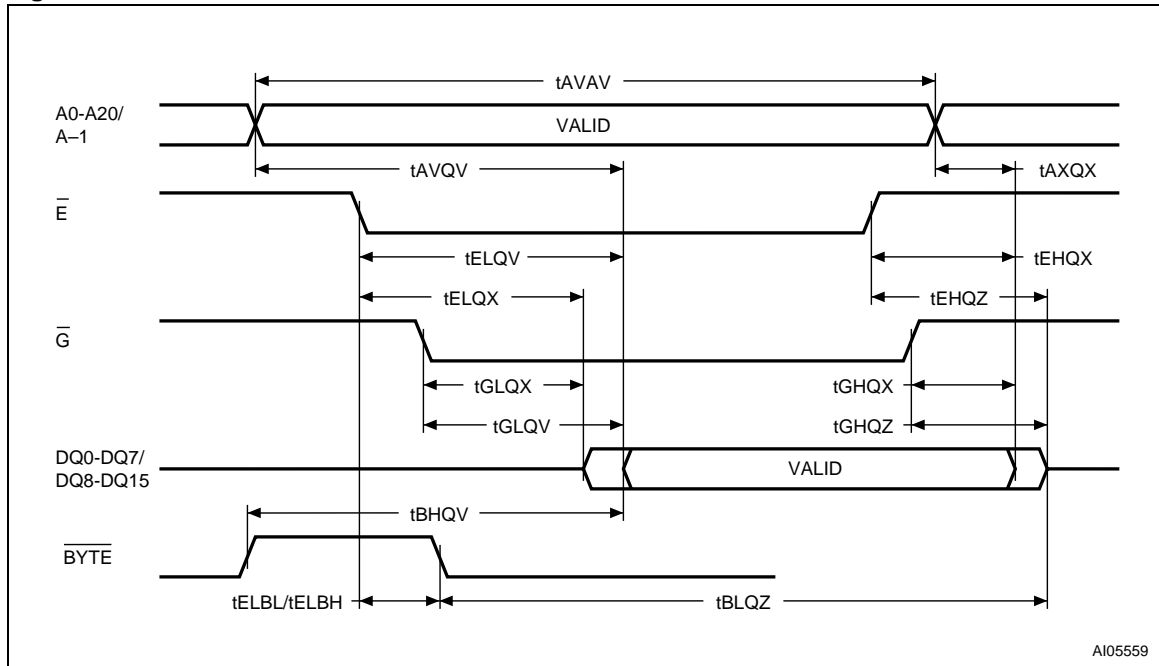 tAVAV
A0-A20/
A–1
VALID
tAVQV
tAXQX
E
tELQV
tEHQX
tELQX
tEHQZ
G
tGLQX
tGHQX
tGLQV
tGHQZ
DQ0-DQ7/
DQ8-DQ15
VALID
tBHQV
BYTE
tELBL/tELBH
tBLQZ
AI05559